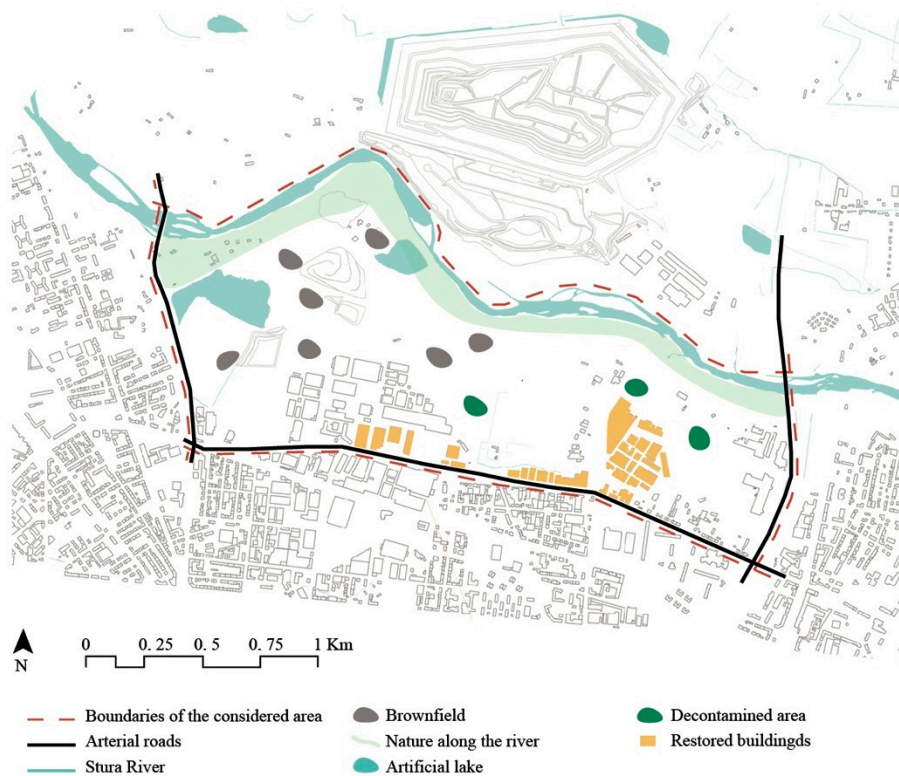 N
0 0.25 0. 5 0.75 1 Km
Boundaries of the considered area
Arterial roads
Stura River
Brownfield
Nature along the river
Artificial lake
Decontamined area
Restored buildingds